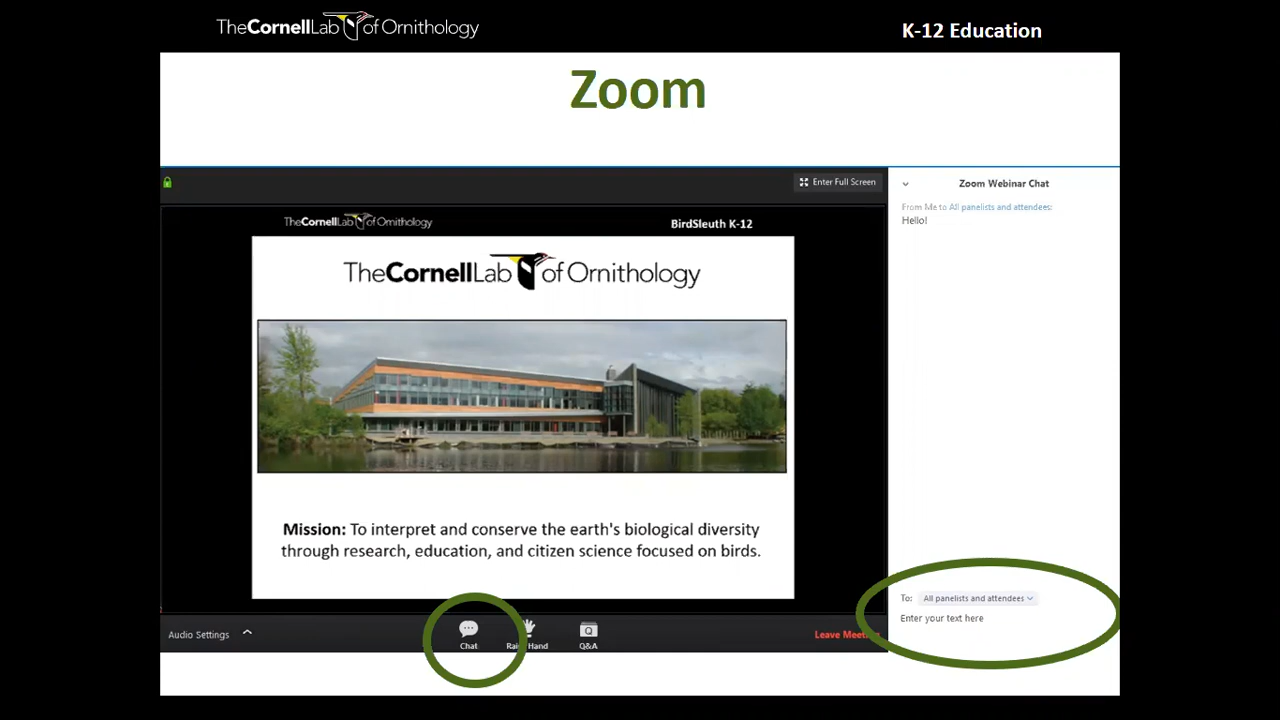 TheCornellLab of Ornithology
K-12 Education
Zoom
Enter Full Screen
TheCornellLab of Ornithology
BirdSleuth K-12
TheCornellLab of Ornithology
Mission: To interpret and conserve the earth's biological diversity
through research, education, and citizen science focused on birds.
Audio Settings
Chat
Raise Hand
Q&A
Leave Meeting
Zoom Webinar Chat
From Me to All panelists and attendees:
Hello!
To: All panelists and attendees
Enter your text here